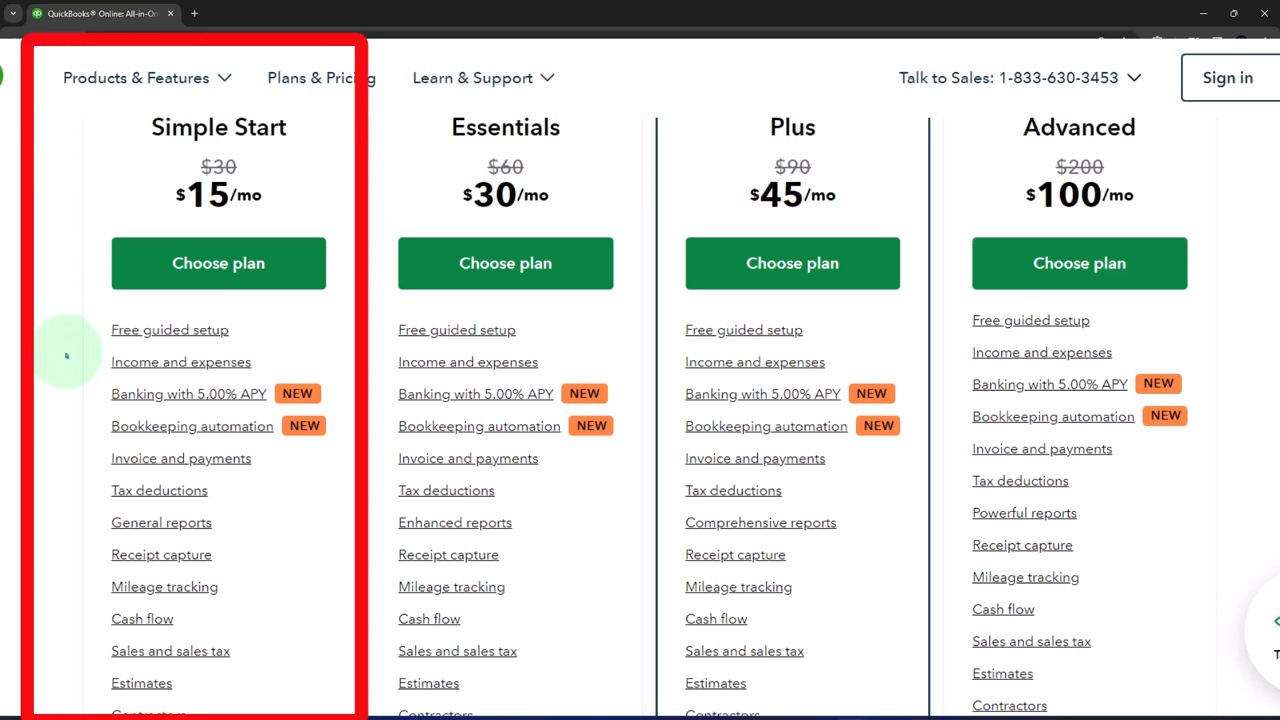 QuickBooks® Online: All-in-On
Products & Features
Plans & Pricing
Learn & Support
Talk to Sales: 1-833-630-3453
Sign in
Simple Start
$30
$15/mo
Choose plan
Free guided setup
Income and expenses
Banking with 5.00% APY NEW
Bookkeeping automation NEW
Invoice and payments
Tax deductions
General reports
Receipt capture
Mileage tracking
Cash flow
Sales and sales tax
Estimates
Contractors
Essentials
$60
$30/mo
Choose plan
Free guided setup
Income and expenses
Banking with 5.00% APY NEW
Bookkeeping automation NEW
Invoice and payments
Tax deductions
Enhanced reports
Receipt capture
Mileage tracking
Cash flow
Sales and sales tax
Estimates
Contractors
Plus
$90
$45/mo
Choose plan
Free guided setup
Income and expenses
Banking with 5.00% APY NEW
Bookkeeping automation NEW
Invoice and payments
Tax deductions
Comprehensive reports
Receipt capture
Mileage tracking
Cash flow
Sales and sales tax
Estimates
Contractors
Advanced
$200
$100/mo
Choose plan
Free guided setup
Income and expenses
Banking with 5.00% APY NEW
Bookkeeping automation NEW
Invoice and payments
Tax deductions
Powerful reports
Receipt capture
Mileage tracking
Cash flow
Sales and sales tax
Estimates
Contractors